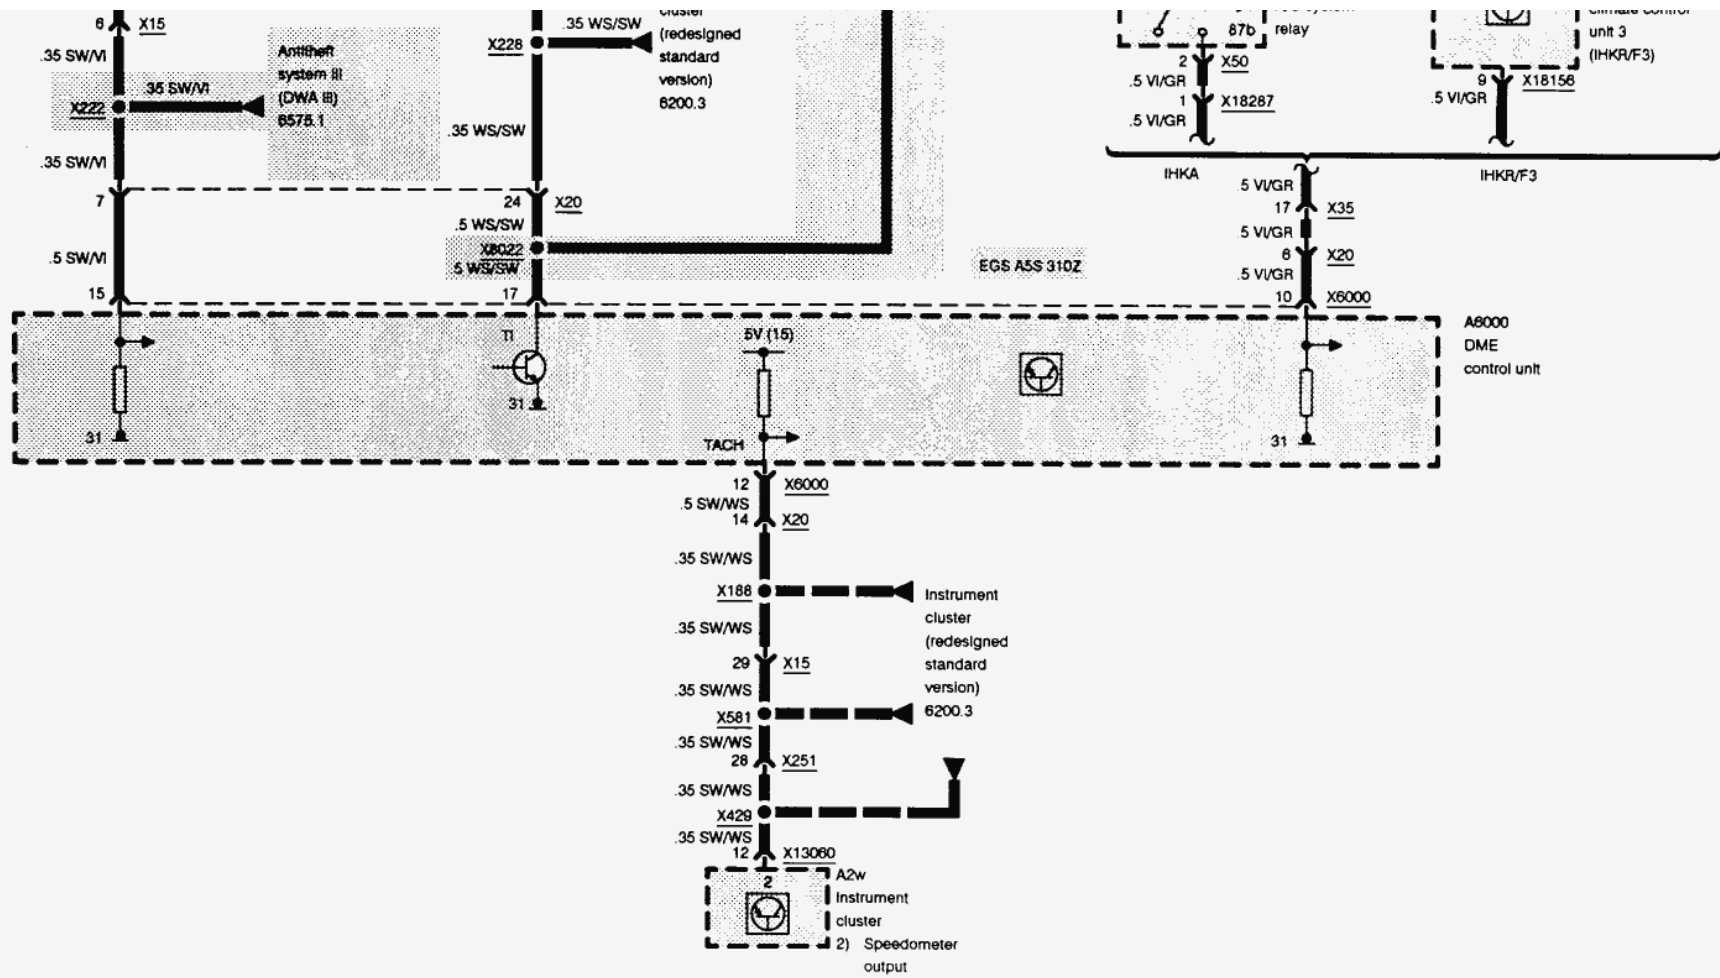 6 X15
.35 SW/VI
Antitheft
system III
(DWA III)
6575.1
35 SW/VI
X222
.35 SW/VI
7
.5 SW/VI
15
.35 WS/SW
X228
(redesigned
standard
version)
6200.3
.35 WS/SW
24 X20
.5 WS/SW
X8022
.5 WS/SW
17
EGS A5S 310Z
87b
relay
2 X50
.5 VI/GR
1 X18287
.5 VI/GR
unit 3
(IHKR/F3)
9 X18156
.5 VI/GR
IHKA
IHKR/F3
.5 VI/GR
17 X35
.5 VI/GR
6 X20
.5 VI/GR
10 X6000
A6000
DME
control unit
31
TI
31
5V (15)
TACH
31
12 X6000
.5 SW/WS
14 X20
.35 SW/WS
X188
Instrument
cluster
(redesigned
standard
version)
6200.3
.35 SW/WS
29 X15
.35 SW/WS
X581
.35 SW/WS
28 X251
.35 SW/WS
X429
.35 SW/WS
12 X13060
2
A2w
Instrument
cluster
2) Speedometer
output